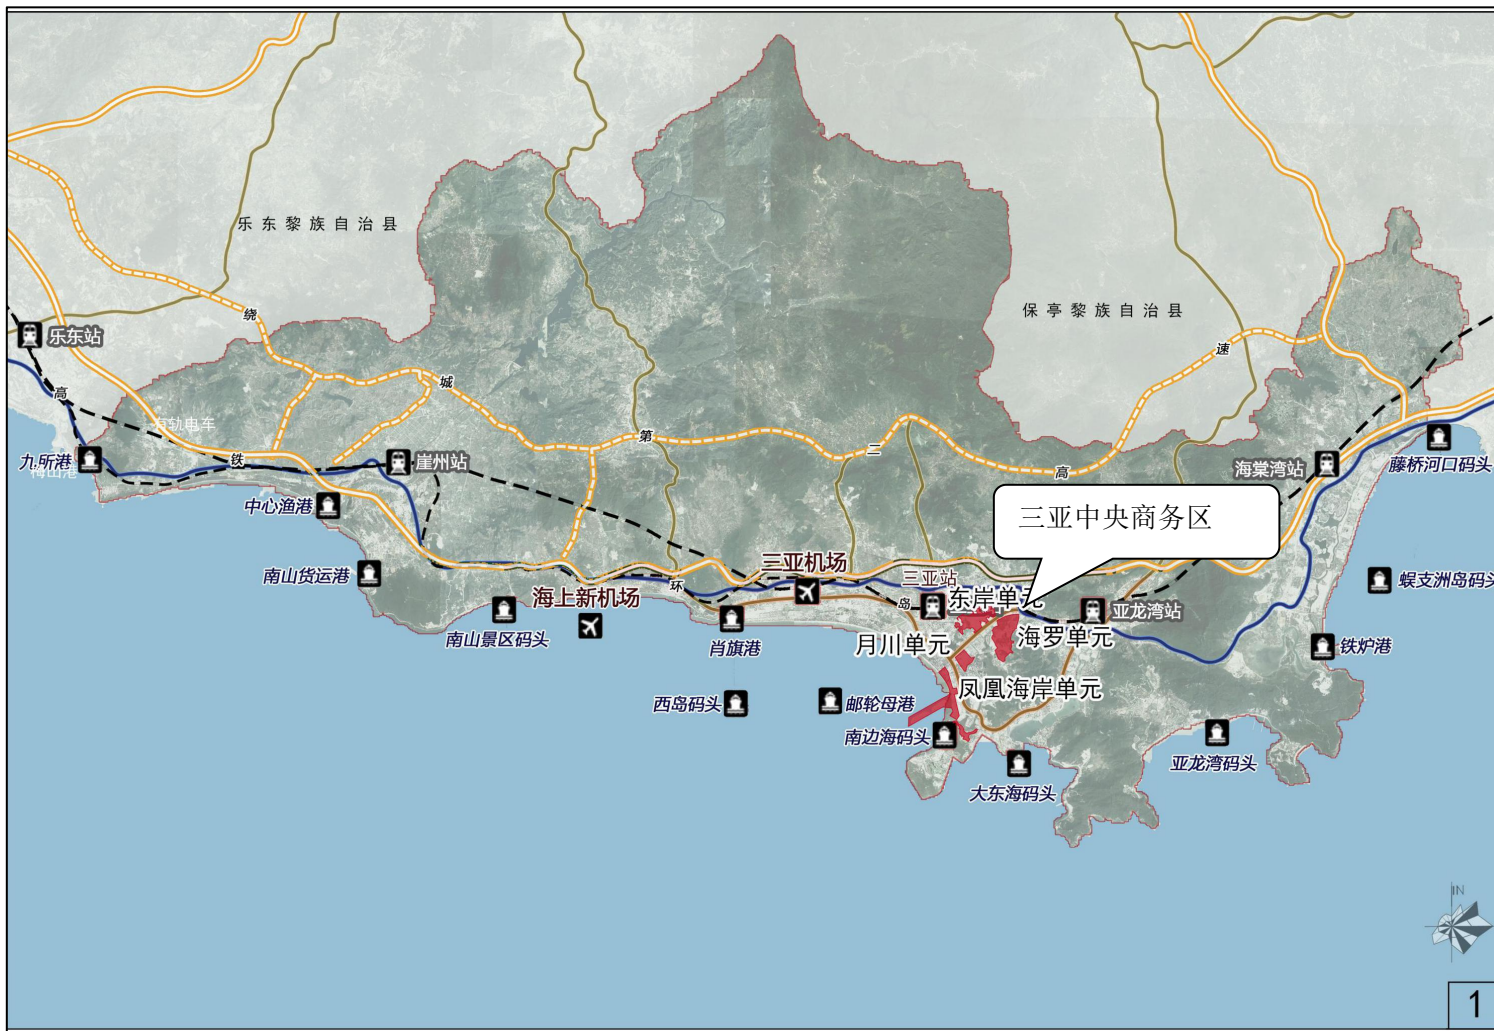 乐东黎族自治县
保亭黎族自治县
绕
速
乐东站
高
城
有轨电车
第
二
高
铁
崖州站
九所港
海棠湾站
藤桥河口码头
中心渔港
三亚中央商务区
三亚机场
南山货运港
环
三亚站
蜈支洲岛码头
海上新机场
岛
东岸单元
亚龙湾站
南山景区码头
肖旗港
月川单元
海罗单元
铁炉港
凤凰海岸单元
西岛码头
邮轮母港
南边海码头
亚龙湾码头
大东海码头
IN
1